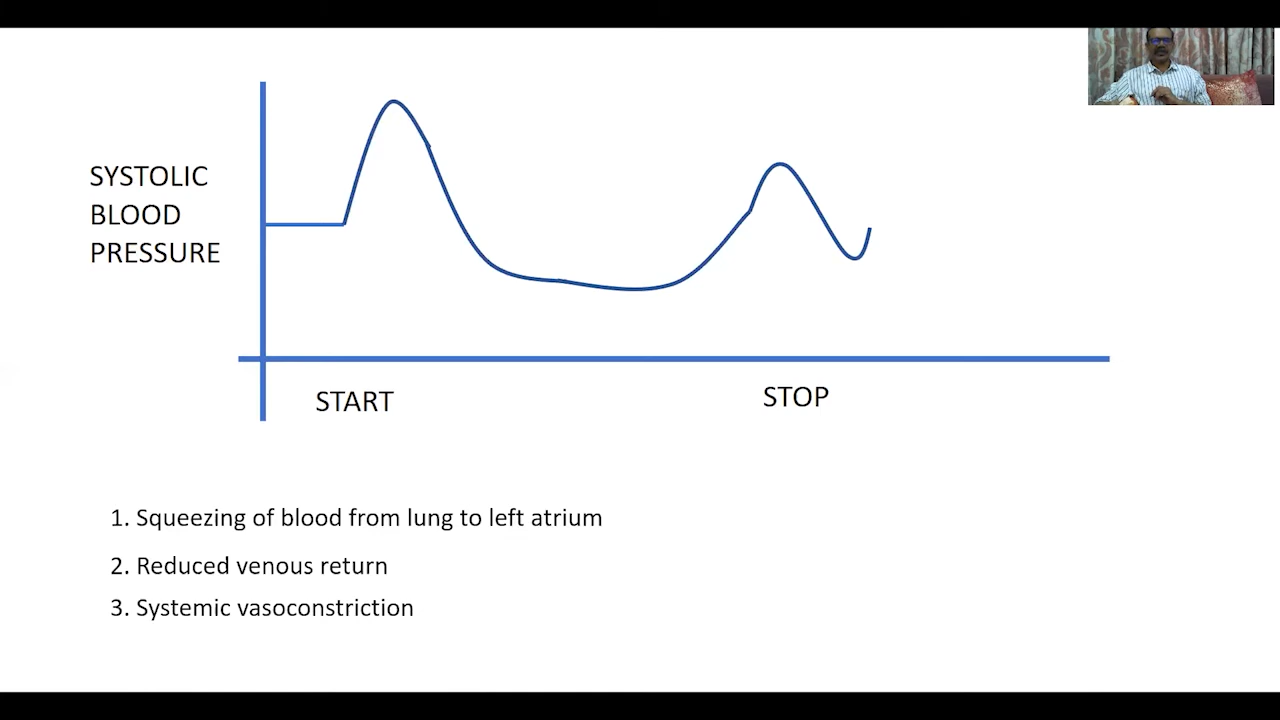 SYSTOLIC
BLOOD
PRESSURE
START
STOP
1. Squeezing of blood from lung to left atrium
2. Reduced venous return
3. Systemic vasoconstriction